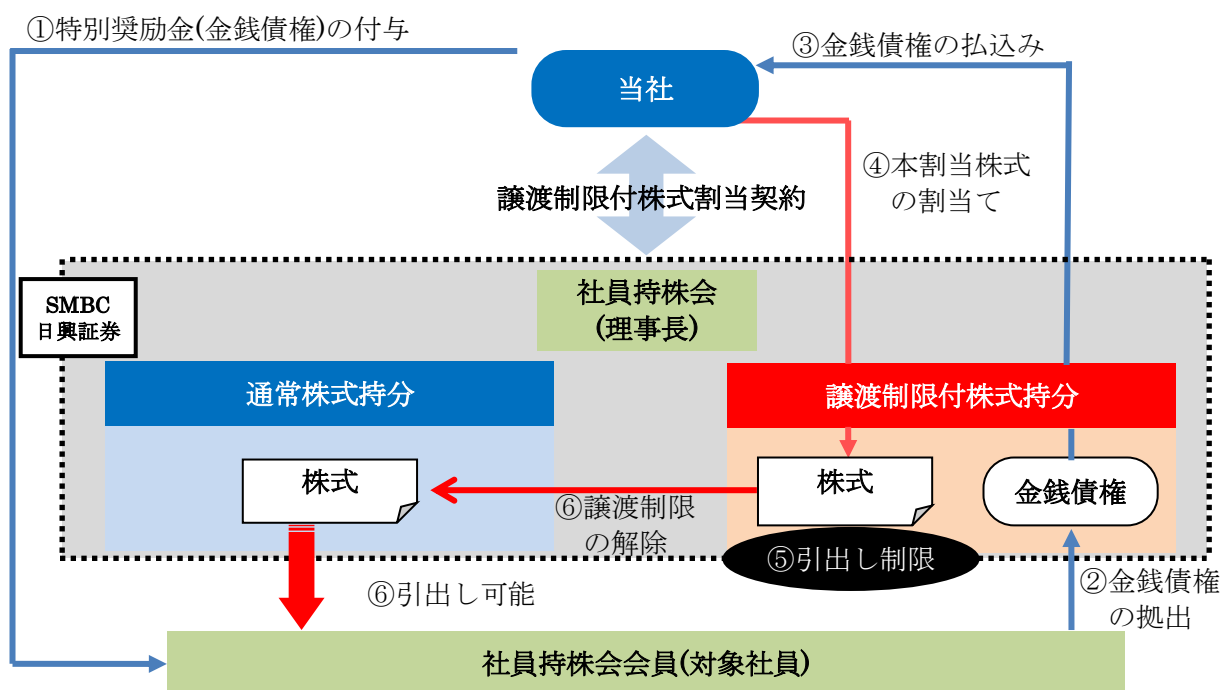 ①特別奨励金(金銭債権)の付与
③金銭債権の払込み
当社
④本割当株式
の割当て
譲渡制限付株式割当契約
SMBC
日興証券
社員持株会
(理事長)
通常株式持分
譲渡制限付株式持分
株式
株式
金銭債権
⑥譲渡制限
の解除
⑤引出し制限
⑥引出し可能
②金銭債権
の拠出
社員持株会会員(対象社員)